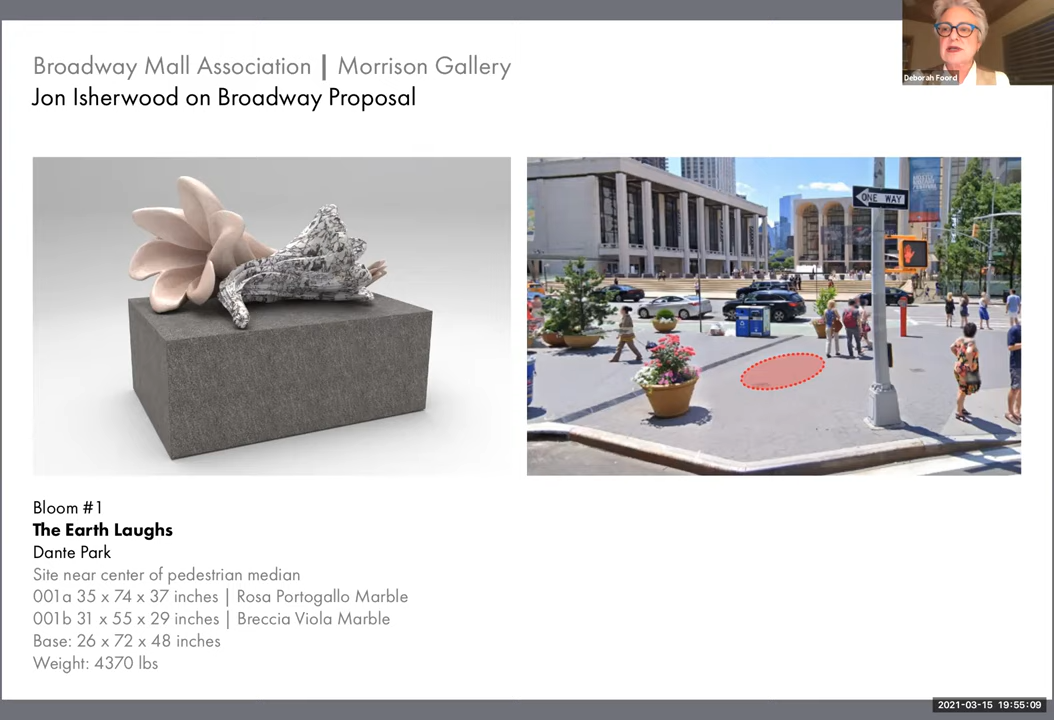 Broadway Mall Association | Morrison Gallery
Jon Isherwood on Broadway Proposal
Deborah Foord
ONE WAY
Bloom #1
The Earth Laughs
Dante Park
Site near center of pedestrian median
001a 35 x 74 x 37 inches | Rosa Portogallo Marble
001b 31 x 55 x 29 inches | Breccia Viola Marble
Base: 26 x 72 x 48 inches
Weight: 4370 lbs
2021-03-15 19:55:09